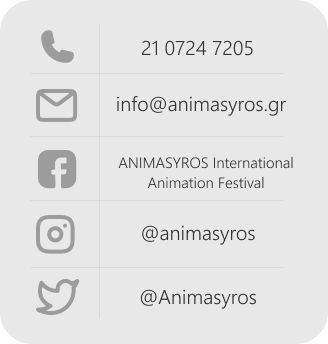 21 0724 7205
info@animasyros.gr
ANIMASYROS International
Animation Festival
@animasyros
@Animasyros